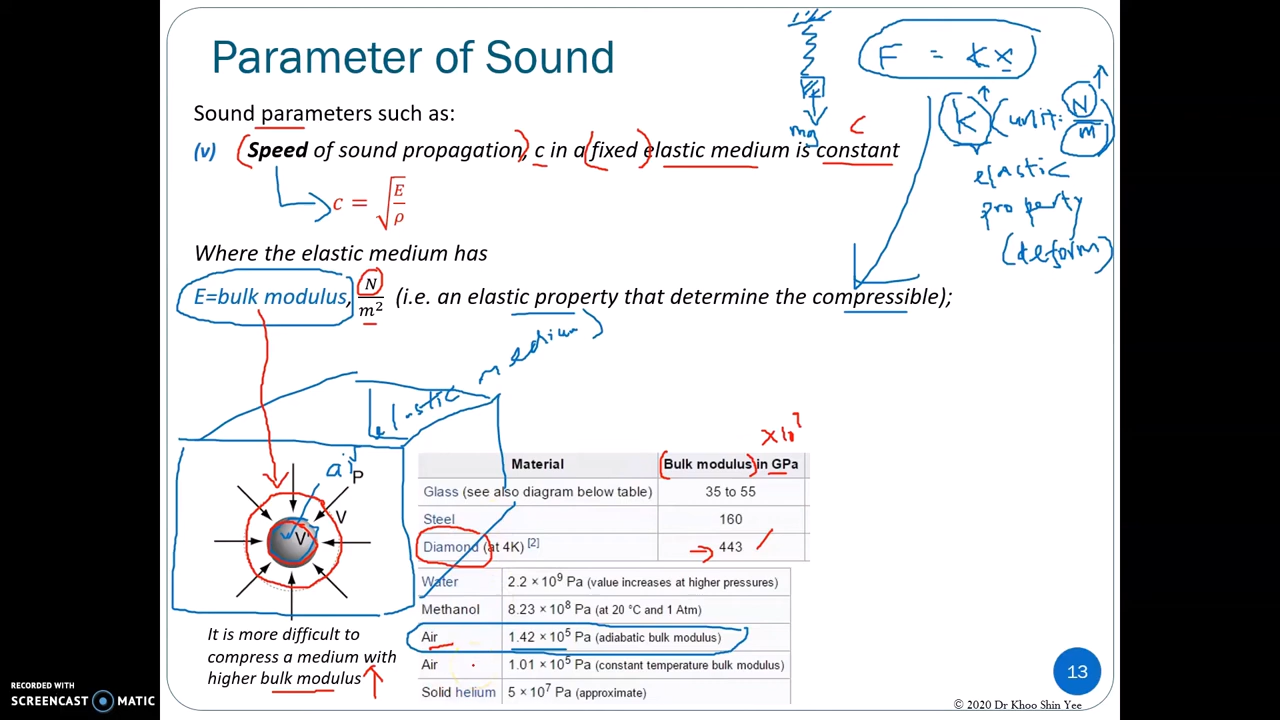 Parameter of Sound
F = kx
mg
K (unit: N/m)
elastic
property
(deform)
Sound parameters such as:
c
(v) Speed of sound propagation, c in a fixed elastic medium is constant
c = √(E/ρ)
Where the elastic medium has
E=bulk modulus, N/m² (i.e. an elastic property that determine the compressible);
elastic medium)
air
P
V
V'
It is more difficult to
compress a medium with
higher bulk modulus ↑
Material Bulk modulus in GPa
Glass (see also diagram below table) 35 to 55
Steel 160
Diamond (at 4K) [2] 443
Water 2.2 × 10⁹ Pa (value increases at higher pressures)
Methanol 8.23 × 10⁸ Pa (at 20 °C and 1 Atm)
Air 1.42 × 10⁵ Pa (adiabatic bulk modulus)
Air 1.01 × 10⁵ Pa (constant temperature bulk modulus)
Solid helium 5 × 10⁷ Pa (approximate)
13
© 2020 Dr Khoo Shin Yee
RECORDED WITH
SCREENCAST MATIC